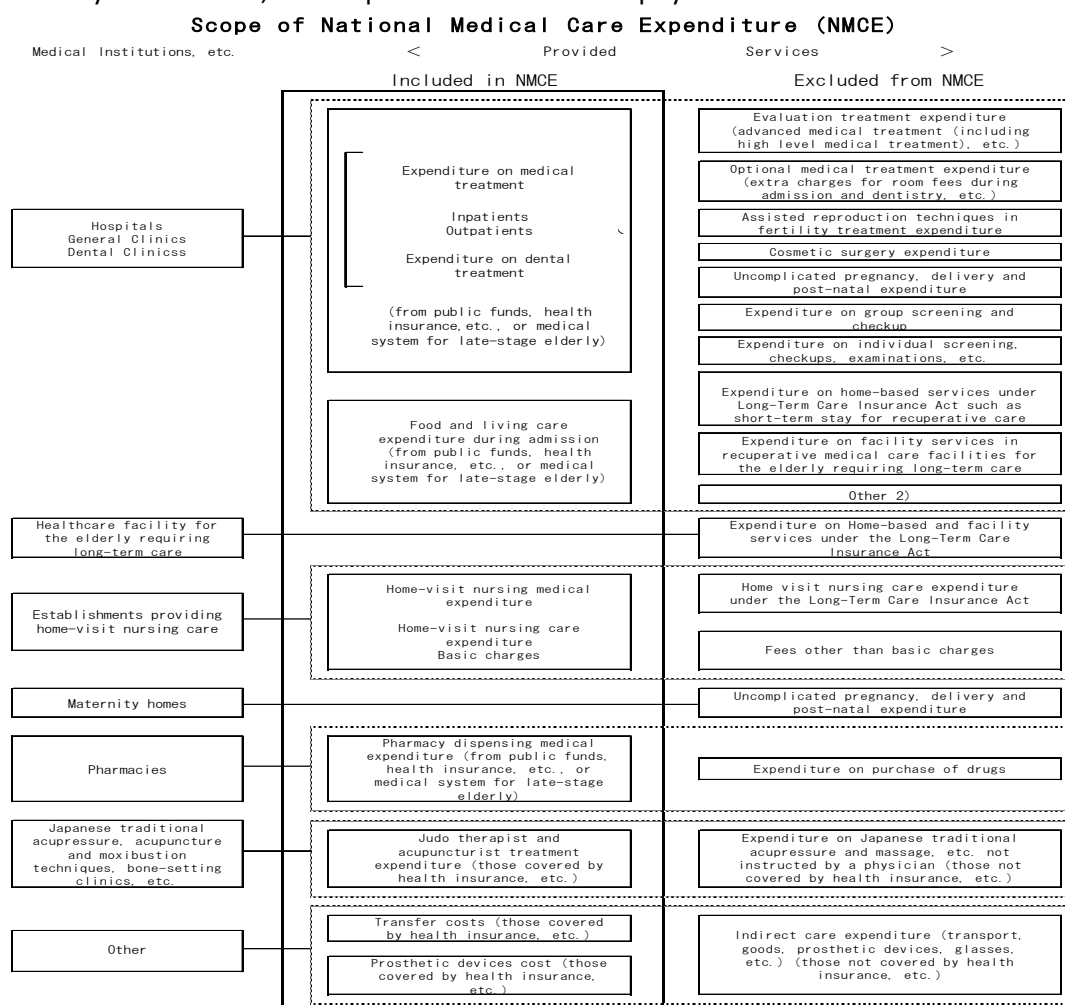 Scope of National Medical Care Expenditure (NMCE)
Medical Institutions, etc.
< Provided Services >
Included in NMCE
Excluded from NMCE
Hospitals
General Clinics
Dental Clinicss
Expenditure on medical
treatment
Inpatients
Outpatients
Expenditure on dental
treatment
(from public funds, health
insurance,etc., or medical
system for late-stage elderly)
Food and living care
expenditure during admission
(from public funds, health
insurance, etc., or medical
system for late-stage elderly)
Evaluation treatment expenditure
(advanced medical treatment (including
high level medical treatment), etc.)
Optional medical treatment expenditure
(extra charges for room fees during
admission and dentistry, etc.)
Assisted reproduction techniques in
fertility treatment expenditure
Cosmetic surgery expenditure
Uncomplicated pregnancy, delivery and
post-natal expenditure
Expenditure on group screening and
checkup
Expenditure on individual screening,
checkups, examinations, etc.
Expenditure on home-based services under
Long-Term Care Insurance Act such as
short-term stay for recuperative care
Expenditure on facility services in
recuperative medical care facilities for
the elderly requiring long-term care
Other 2)
Healthcare facility for
the elderly requiring
long-term care
Expenditure on Home-based and facility
services under the Long-Term Care
Insurance Act
Establishments providing
home-visit nursing care
Home-visit nursing medical
expenditure
Home-visit nursing care
expenditure
Basic charges
Home visit nursing care expenditure
under the Long-Term Care Insurance Act
Fees other than basic charges
Maternity homes
Uncomplicated pregnancy, delivery and
post-natal expenditure
Pharmacies
Pharmacy dispensing medical
expenditure (from public funds,
health insurance, etc., or
medical system for late-stage
elderly)
Expenditure on purchase of drugs
Japanese traditional
acupressure, acupuncture
and moxibustion
techniques, bone-setting
clinics, etc.
Judo therapist and
acupuncturist treatment
expenditure (those covered by
health insurance, etc.)
Expenditure on Japanese traditional
acupressure and massage, etc. not
instructed by a physician (those not
covered by health insurance, etc.)
Other
Transfer costs (those covered
by health insurance, etc.)
Prosthetic devices cost (those
covered by health insurance,
etc.)
Indirect care expenditure (transport,
goods, prosthetic devices, glasses,
etc.) (those not covered by health
insurance, etc.)